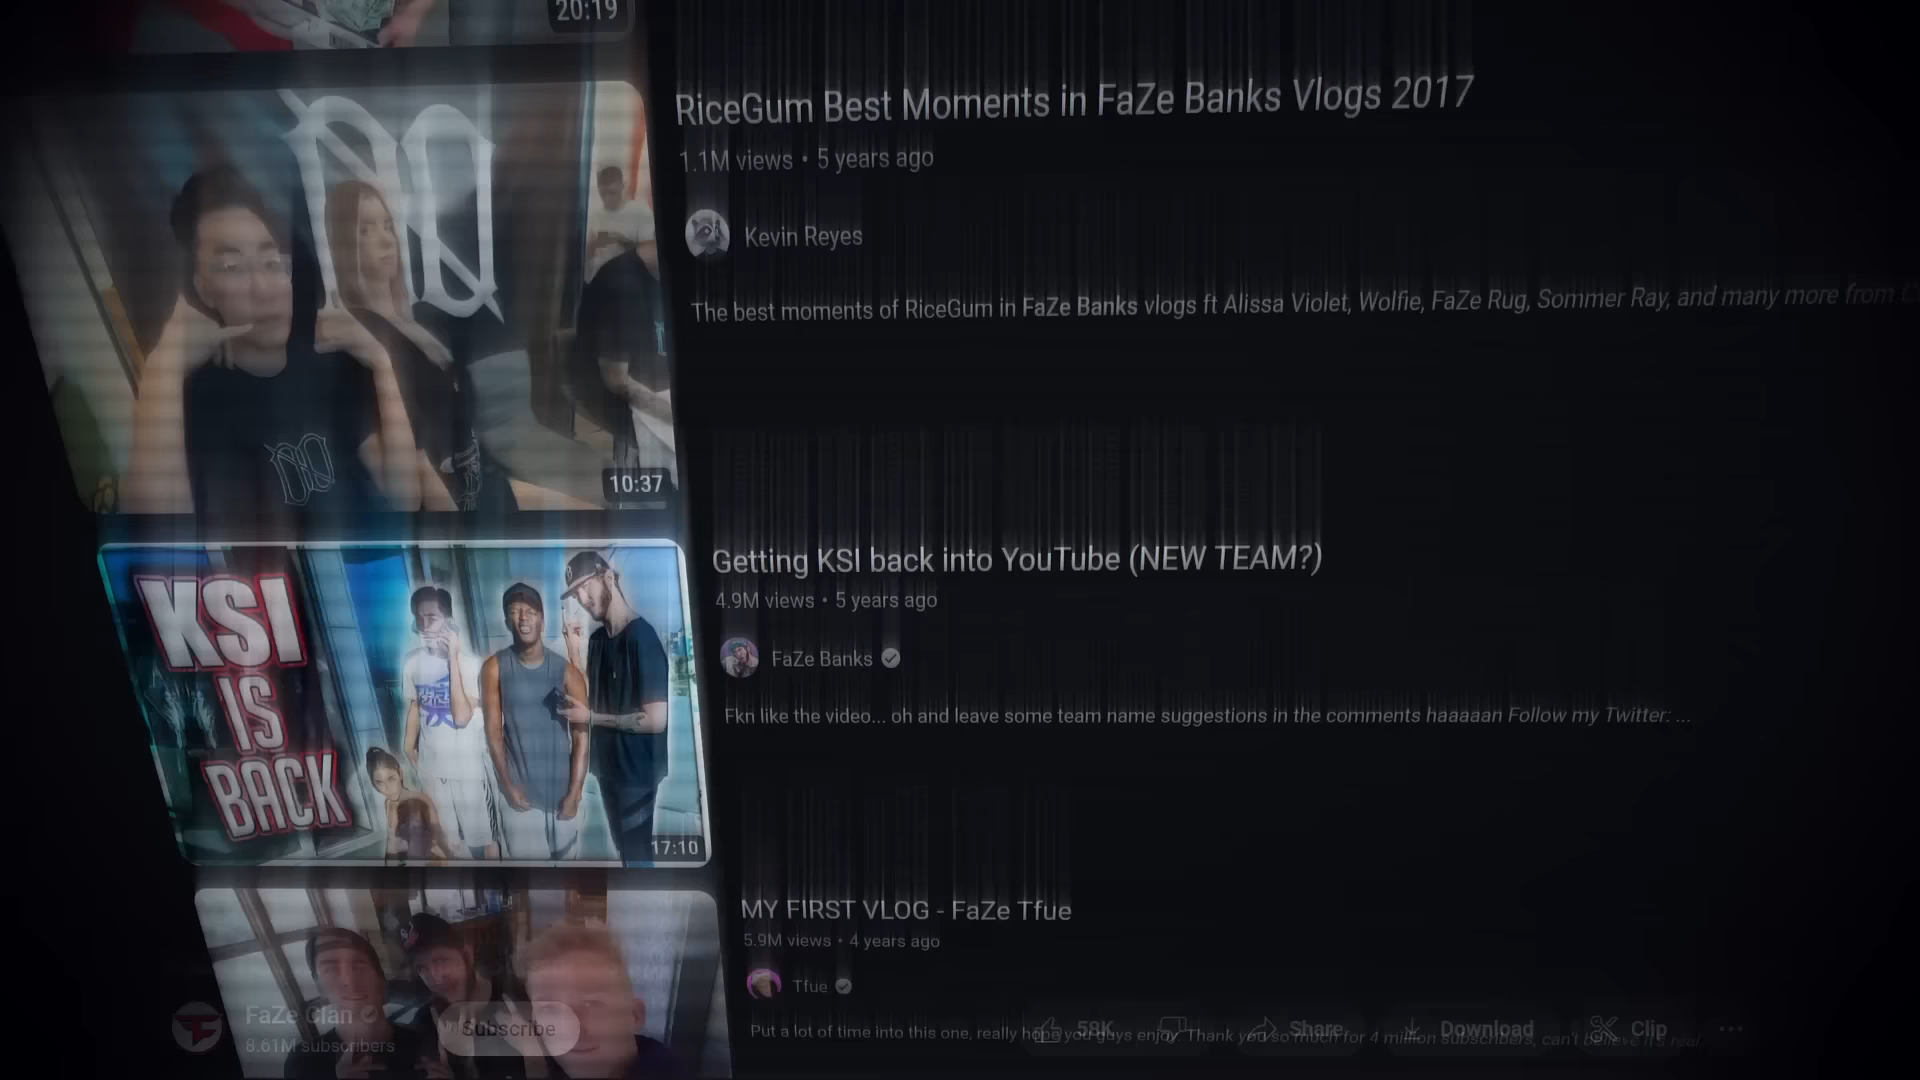 20:19
RiceGum Best Moments in FaZe Banks Vlogs 2017
1.1M views • 5 years ago
Kevin Reyes
The best moments of RiceGum in FaZe Banks vlogs ft Alissa Violet, Wolfie, FaZe Rug, Sommer Ray, and many more from
10:37
KSI
IS
BACK
17:10
Getting KSI back into YouTube (NEW TEAM?)
4.9M views • 5 years ago
FaZe Banks
Fkn like the video... oh and leave some team name suggestions in the comments haaaaan Follow my Twitter: ...
MY FIRST VLOG - FaZe Tfue
5.9M views • 4 years ago
Tfue
Put a lot of time into this one, really hope you guys enjoy. Thank you so much for 4 million subscribers, can't believe it's real
FaZe Clan
8.61M subscribers
Subscribe
58K
Share
Download
Clip